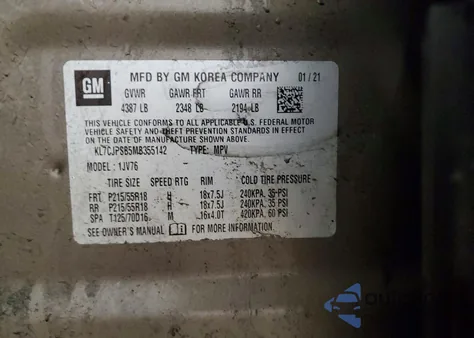 GM
MFD BY GM KOREA COMPANY 01/21
GVWR GAWR FRT GAWR RR
4387 LB 2348 LB 2194 LB
THIS VEHICLE CONFORMS TO ALL APPLICABLE U.S. FEDERAL MOTOR
VEHICLE SAFETY AND THEFT PREVENTION STANDARDS IN EFFECT
ON THE DATE OF MANUFACTURE SHOWN ABOVE.
KL7CJPSB5MB355142 TYPE: MPV
MODEL: 1JV76
TIRE SIZE SPEED RTG RIM COLD TIRE PRESSURE
FRT P215/55R18 H 18x7.5J 240KPA, 35 PSI
RR P215/55R18 H 18x7.5J 240KPA, 35 PSI
SPA T125/70D16 M 16x4.0T 420KPA, 60 PSI
SEE OWNER'S MANUAL FOR MORE INFORMATION